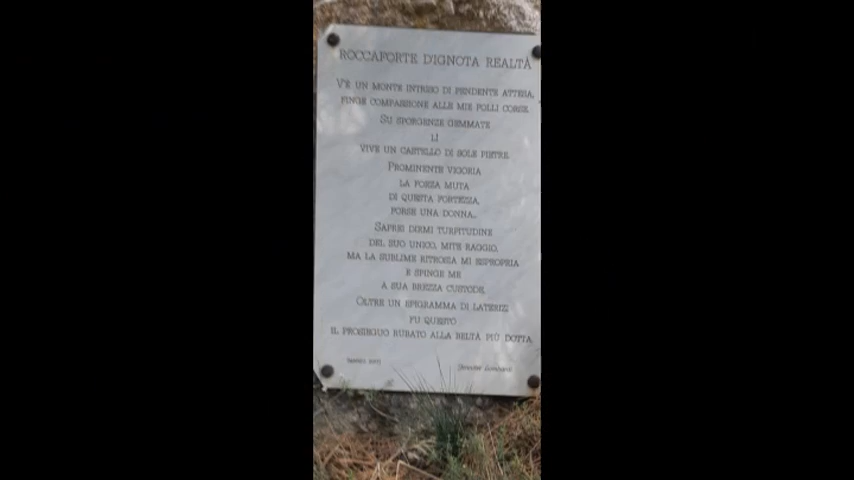 ROCCAFORTE D'IGNOTA REALTÀ
V'È UN MONTE INTRISO DI PENDENTE ATTESA,
FINGE COMPASSIONE ALLE MIE FOLLI CORSE.
SU SPORGENZE GEMMATE
LÌ
VIVE UN CASTELLO DI SOLE PIETRE.
PROMINENTE VIGORIA
LA FORZA MUTA
DI QUESTA FORTEZZA,
FORSE UNA DONNA..
SAPREI DIRMI TURPITUDINE
DEL SUO UNICO, MITE RAGGIO,
MA LA SUBLIME RITROSIA MI ESPROPRIA
E SPINGE ME
A SUA BREZZA CUSTODE,
OLTRE UN EPIGRAMMA DI LATERIZI
FU QUESTO
IL PROSIEGUO RUBATO ALLA BELTÀ PIÙ DOTTA